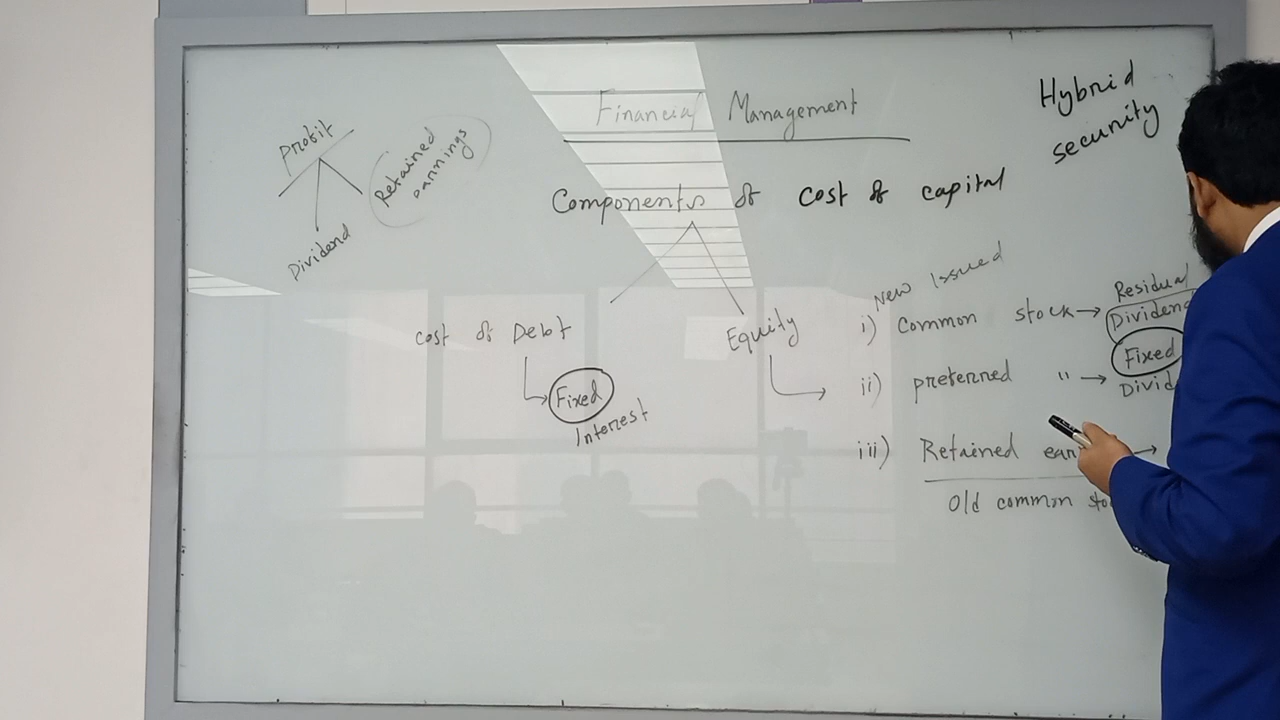 Financial Management
Hybrid
security
Profit
Retained
earnings
Dividend
Components of cost of capital
Cost of Debt
Fixed
Interest
Equity
New Issued
i) Common stock → Residual
Dividend
ii) preferred " → Fixed
Divid
iii) Retained earn →
Old common sto